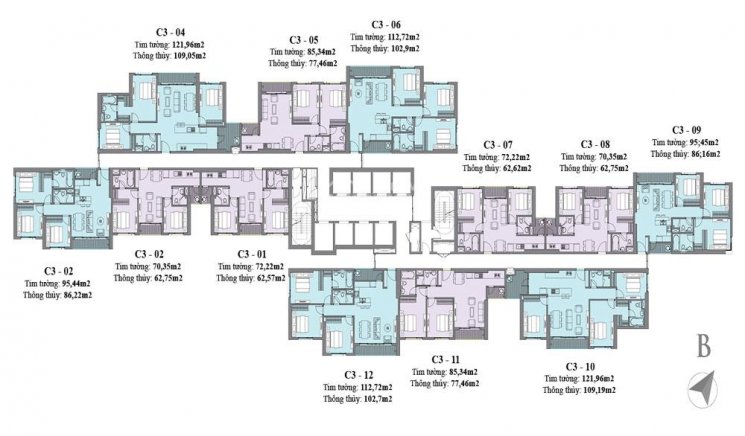 C3 - 04
Tim tường: 121,96m2
Thông thủy: 109,05m2
C3 - 05
Tim tường: 85,34m2
Thông thủy: 77,46m2
C3 - 06
Tim tường: 112,72m2
Thông thủy: 102,9m2
C3 - 07
Tim tường: 72,22m2
Thông thủy: 62,62m2
C3 - 08
Tim tường: 70,35m2
Thông thủy: 62,75m2
C3 - 09
Tim tường: 95,45m2
Thông thủy: 86,16m2
C3 - 02
Tim tường: 95,44m2
Thông thủy: 86,22m2
C3 - 02
Tim tường: 70,35m2
Thông thủy: 62,75m2
C3 - 01
Tim tường: 72,22m2
Thông thủy: 62,57m2
C3 - 12
Tim tường: 112,72m2
Thông thủy: 102,7m2
C3 - 11
Tim tường: 85,34m2
Thông thủy: 77,46m2
C3 - 10
Tim tường: 121,96m2
Thông thủy: 109,19m2
B